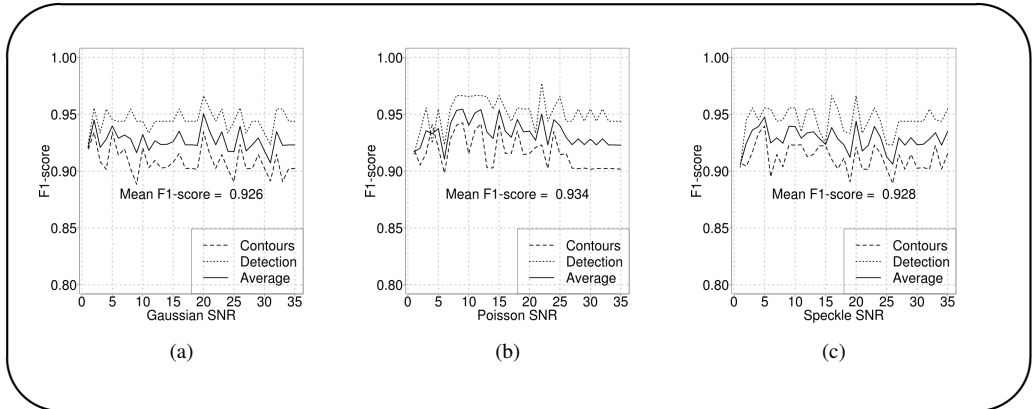 1.00
0.95
0.90
0.85
0.80
F1-score
Mean F1-score = 0.926
Contours
Detection
Average
0 5 10 15 20 25 30 35
Gaussian SNR
(a)
1.00
0.95
0.90
0.85
0.80
F1-score
Mean F1-score = 0.934
Contours
Detection
Average
0 5 10 15 20 25 30 35
Poisson SNR
(b)
1.00
0.95
0.90
0.85
0.80
F1-score
Mean F1-score = 0.928
Contours
Detection
Average
0 5 10 15 20 25 30 35
Speckle SNR
(c)